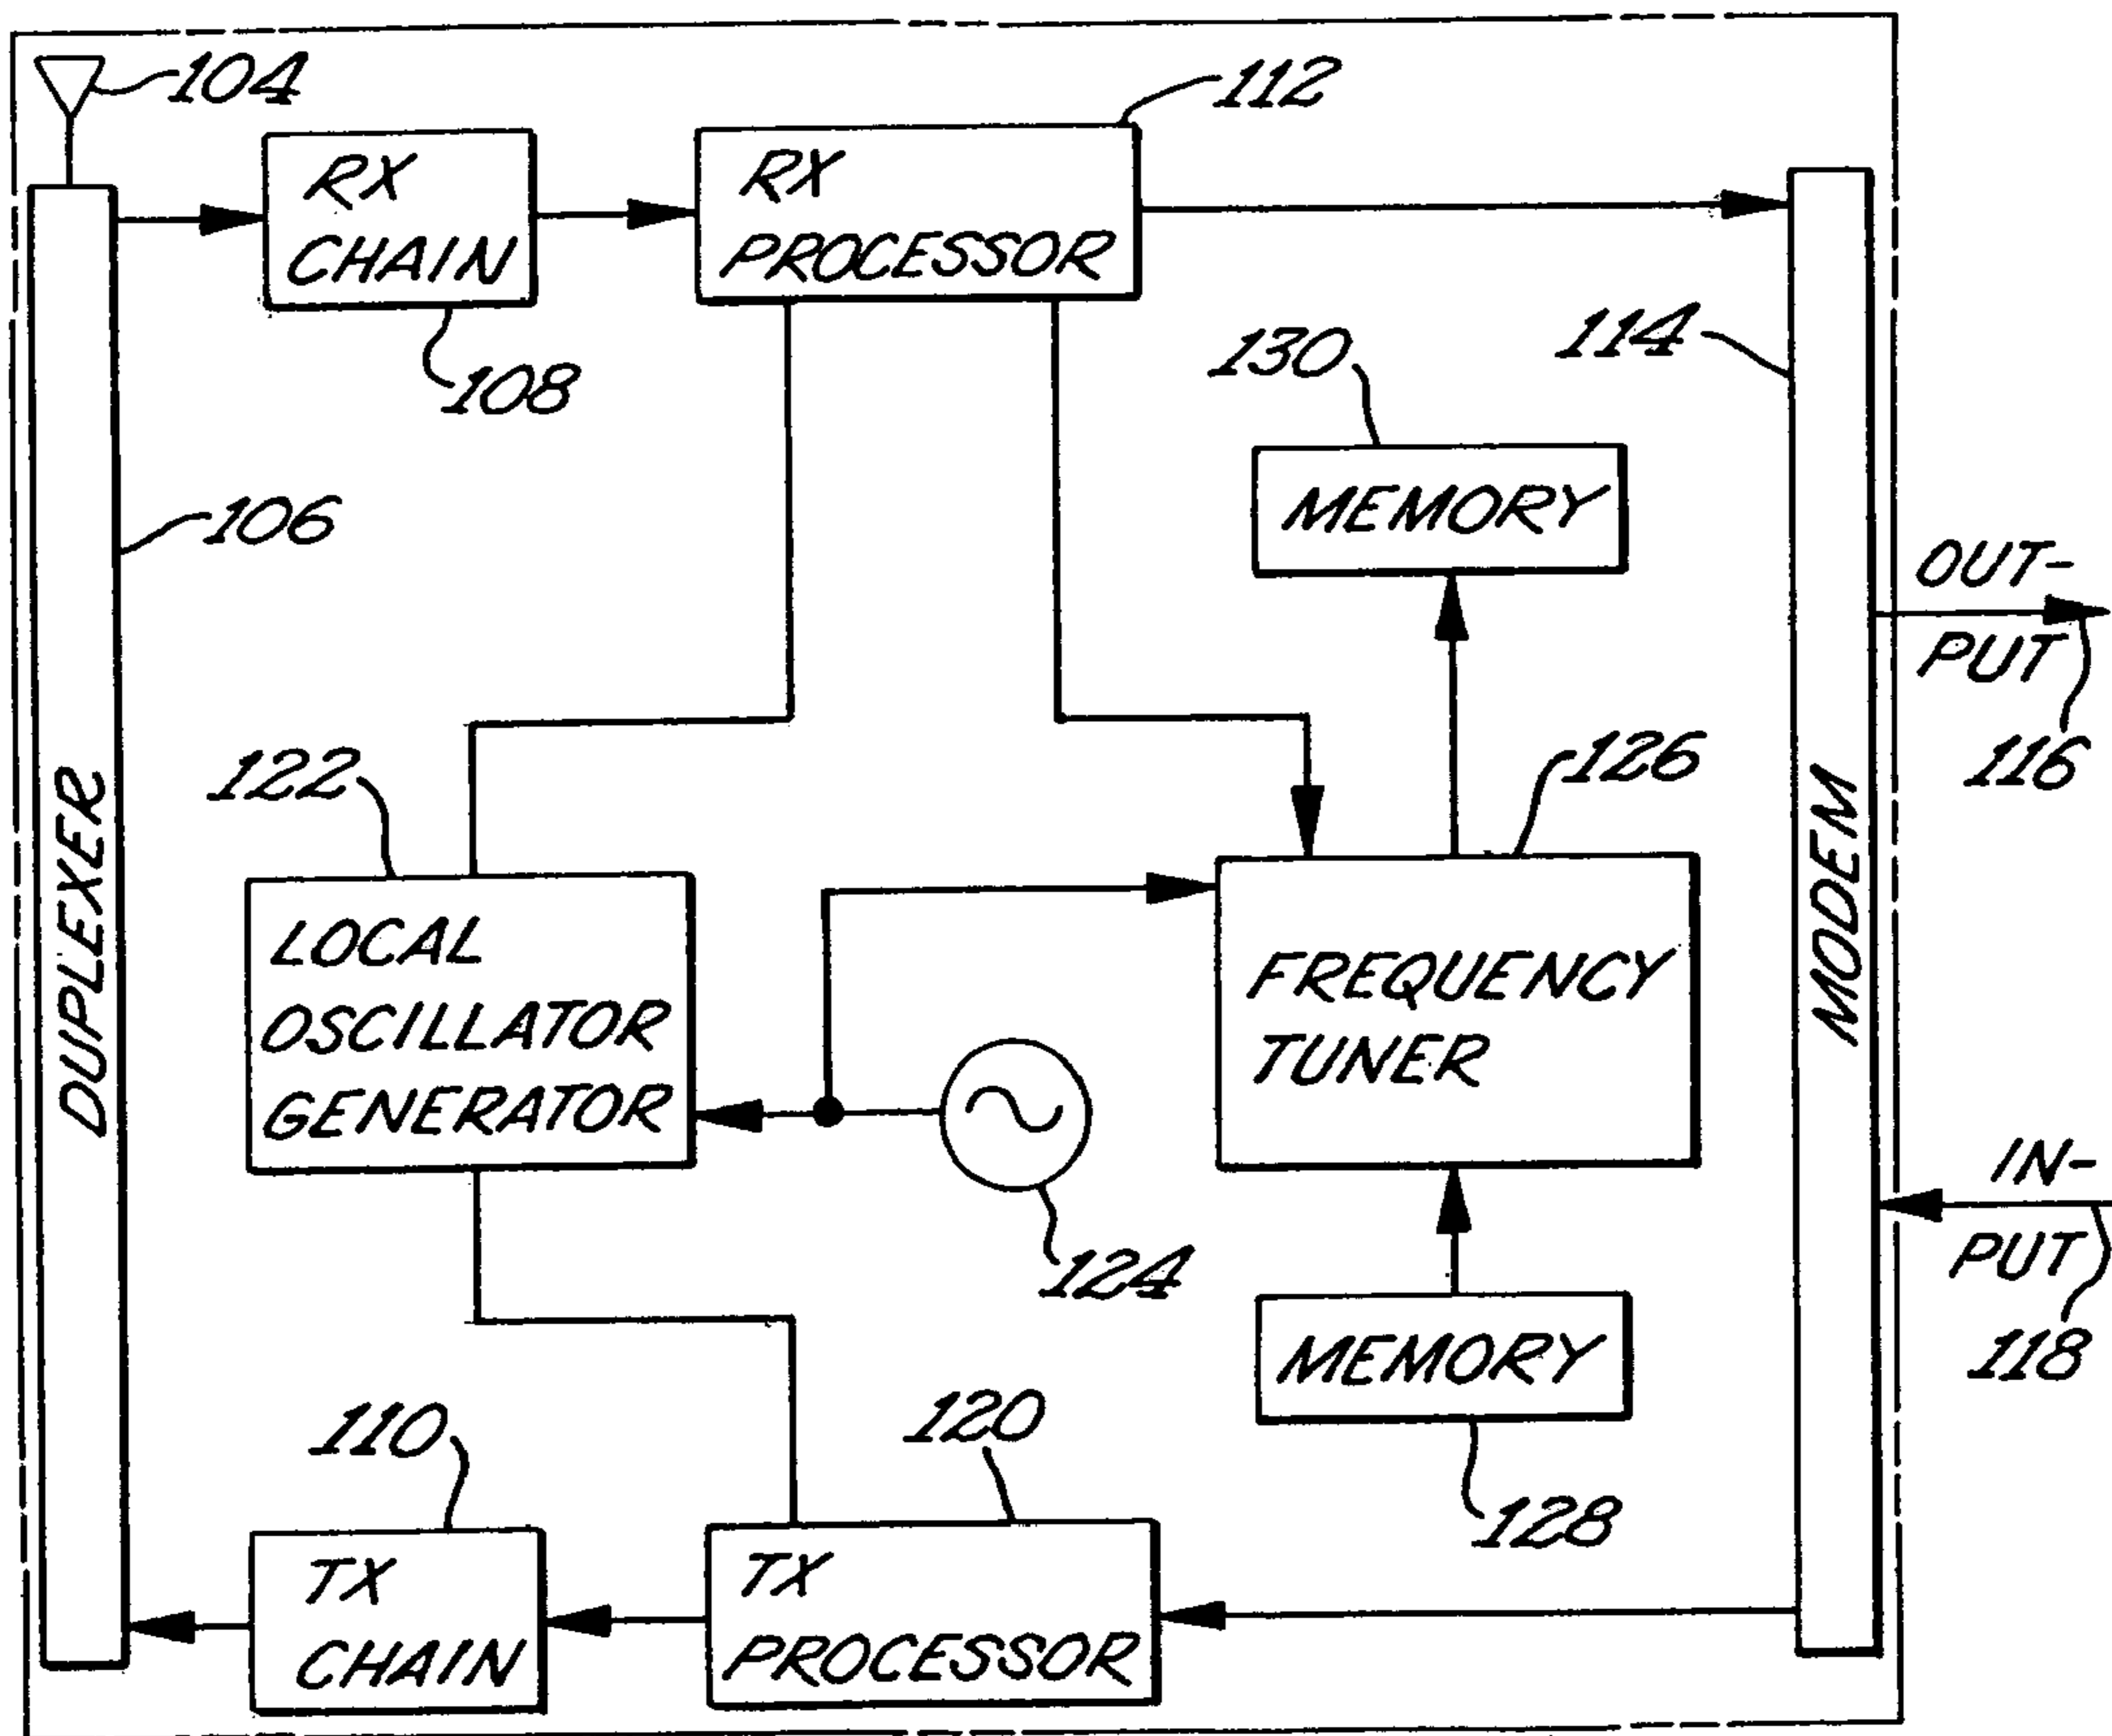 104
112
RX
CHAIN
RX
PROCESSOR
108
130
114
MEMORY
106
OUT-
PUT
116
122
126
DUPLEXER
LOCAL
OSCILLATOR
GENERATOR
FREQUENCY
TUNER
MODEM
124
IN-
PUT
118
MEMORY
110
120
128
TX
CHAIN
TX
PROCESSOR